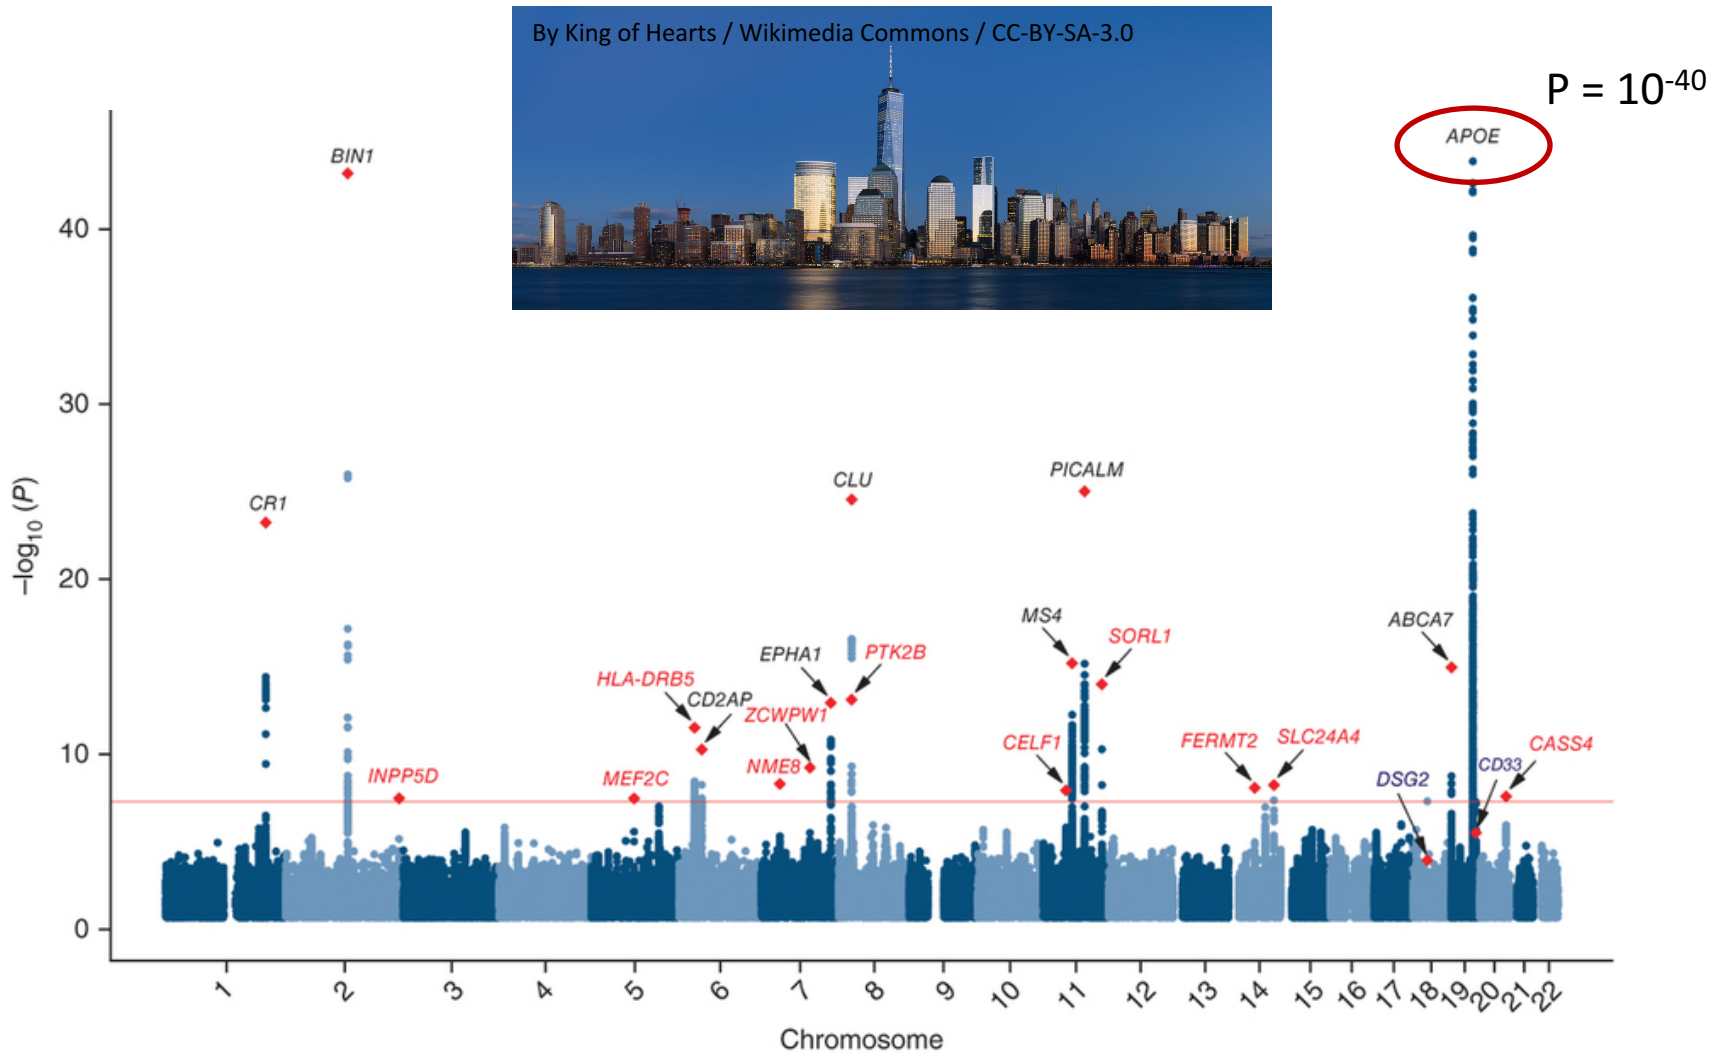 By King of Hearts / Wikimedia Commons / CC-BY-SA-3.0
P = 10⁻⁴⁰
APOE
BIN1
40
30
CLU
PICALM
CR1
–log₁₀ (P)
20
MS4
ABCA7
SORL1
EPHA1
PTK2B
HLA-DRB5
CD2AP
ZCWPW1
CELF1
FERMT2
SLC24A4
CASS4
10
INPP5D
MEF2C
NME8
DSG2
CD33
0
1 2 3 4 5 6 7 8 9 10 11 12 13 14 15 16 17 18 19 20 21 22
Chromosome